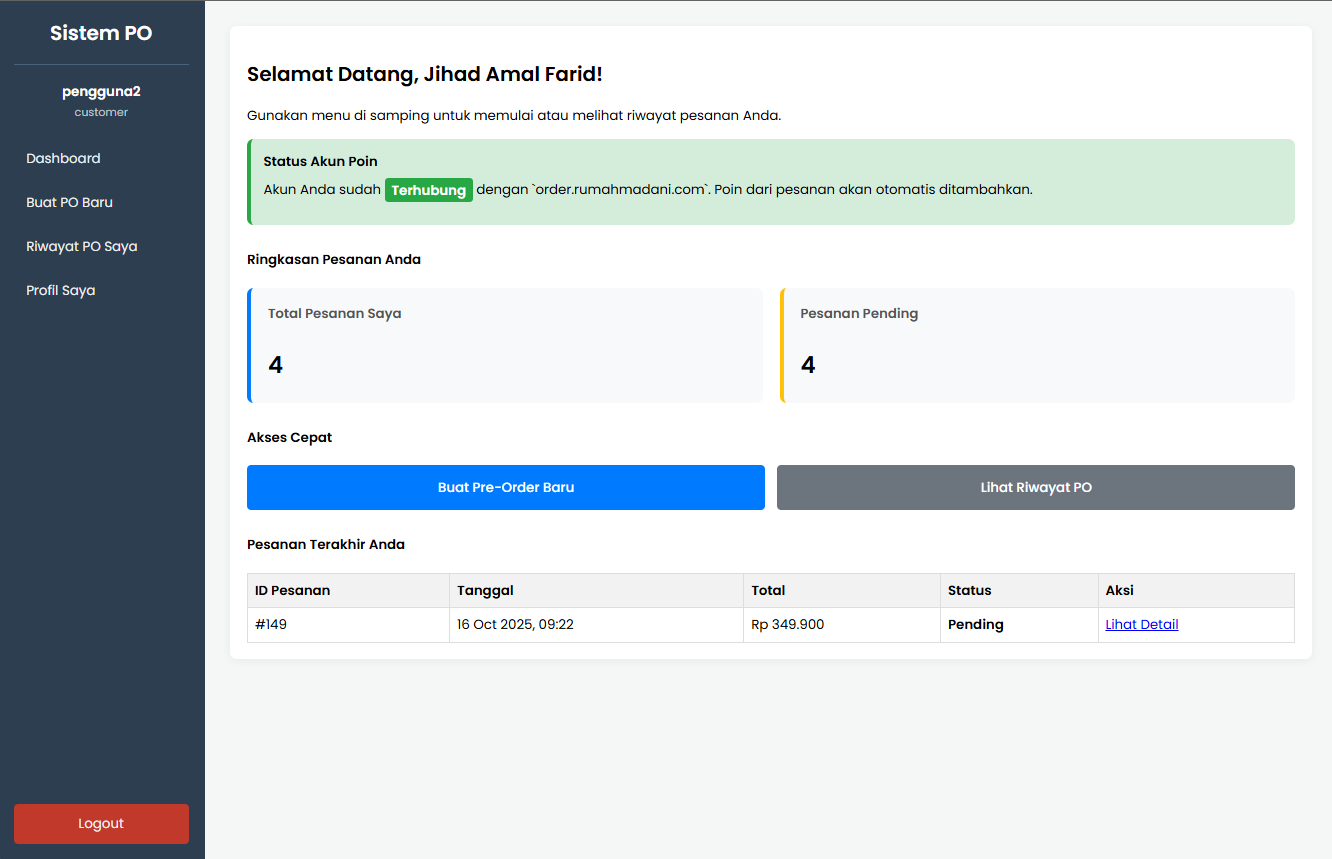 Sistem PO
pengguna2
customer
Dashboard
Buat PO Baru
Riwayat PO Saya
Profil Saya
Logout
Selamat Datang, Jihad Amal Farid!
Gunakan menu di samping untuk memulai atau melihat riwayat pesanan Anda.
Status Akun Poin
Akun Anda sudah Terhubung dengan `order.rumahmadani.com`. Poin dari pesanan akan otomatis ditambahkan.
Ringkasan Pesanan Anda
Total Pesanan Saya
4
Pesanan Pending
4
Akses Cepat
Buat Pre-Order Baru
Lihat Riwayat PO
Pesanan Terakhir Anda
ID Pesanan Tanggal Total Status Aksi
#149 16 Oct 2025, 09:22 Rp 349.900 Pending Lihat Detail